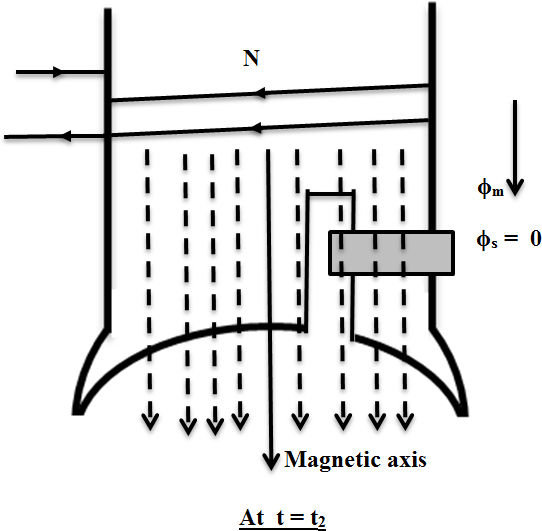 N
ϕm
ϕs = 0
Magnetic axis
At t = t2